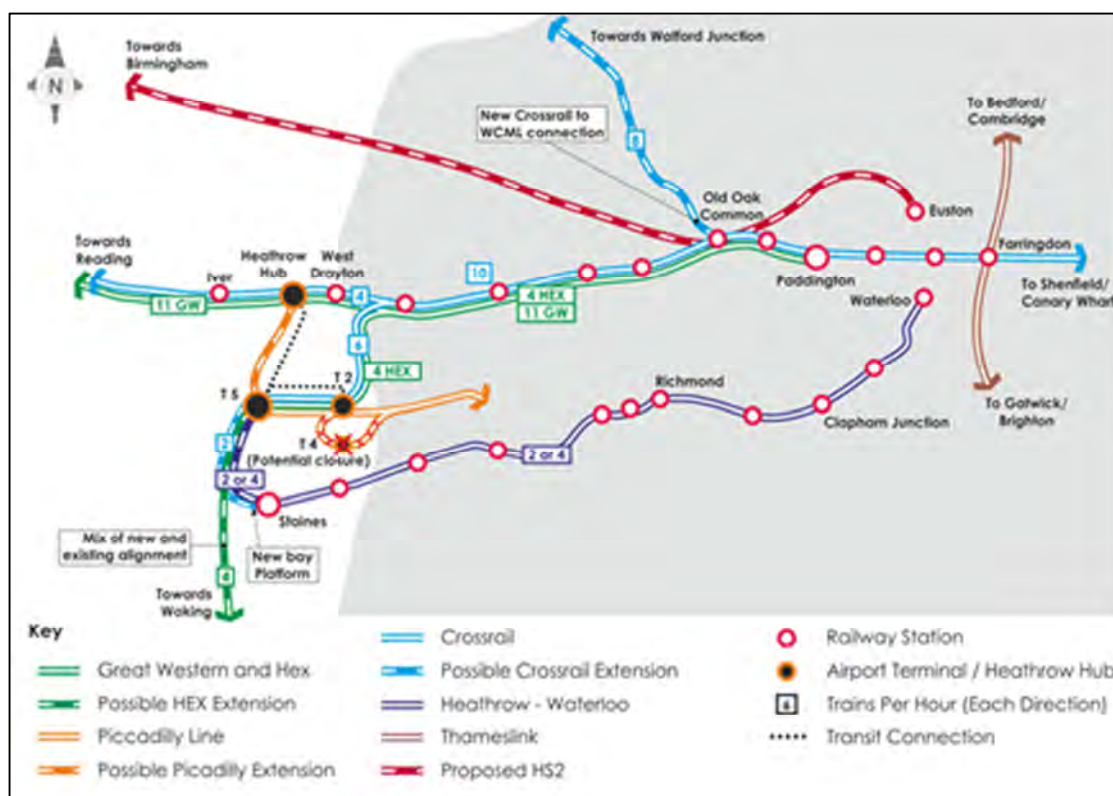 N
Towards
Birmingham
Towards Watford Junction
New Crossrail to
WCML connection
To Bedford/
Cambridge
8
Old Oak
Common
Euston
Towards
Reading
Iver
Heathrow
Hub
West
Drayton
10
Farringdon
Paddington
To Shenfield/
Canary Wharf
11 GW
4
4 HEX
11 GW
Waterloo
6
4 HEX
T 2
T 5
Richmond
Clapham Junction
To Gatwick/
Brighton
T 4
(Potential closure)
2
2 or 4
2 or 4
Staines
Mix of new and
existing alignment
New bay
Platform
4
Towards
Woking
Key
Great Western and Hex
Possible HEX Extension
Piccadilly Line
Possible Picadilly Extension
Crossrail
Possible Crossrail Extension
Heathrow - Waterloo
Thameslink
Proposed HS2
Railway Station
Airport Terminal / Heathrow Hub
6 Trains Per Hour (Each Direction)
Transit Connection